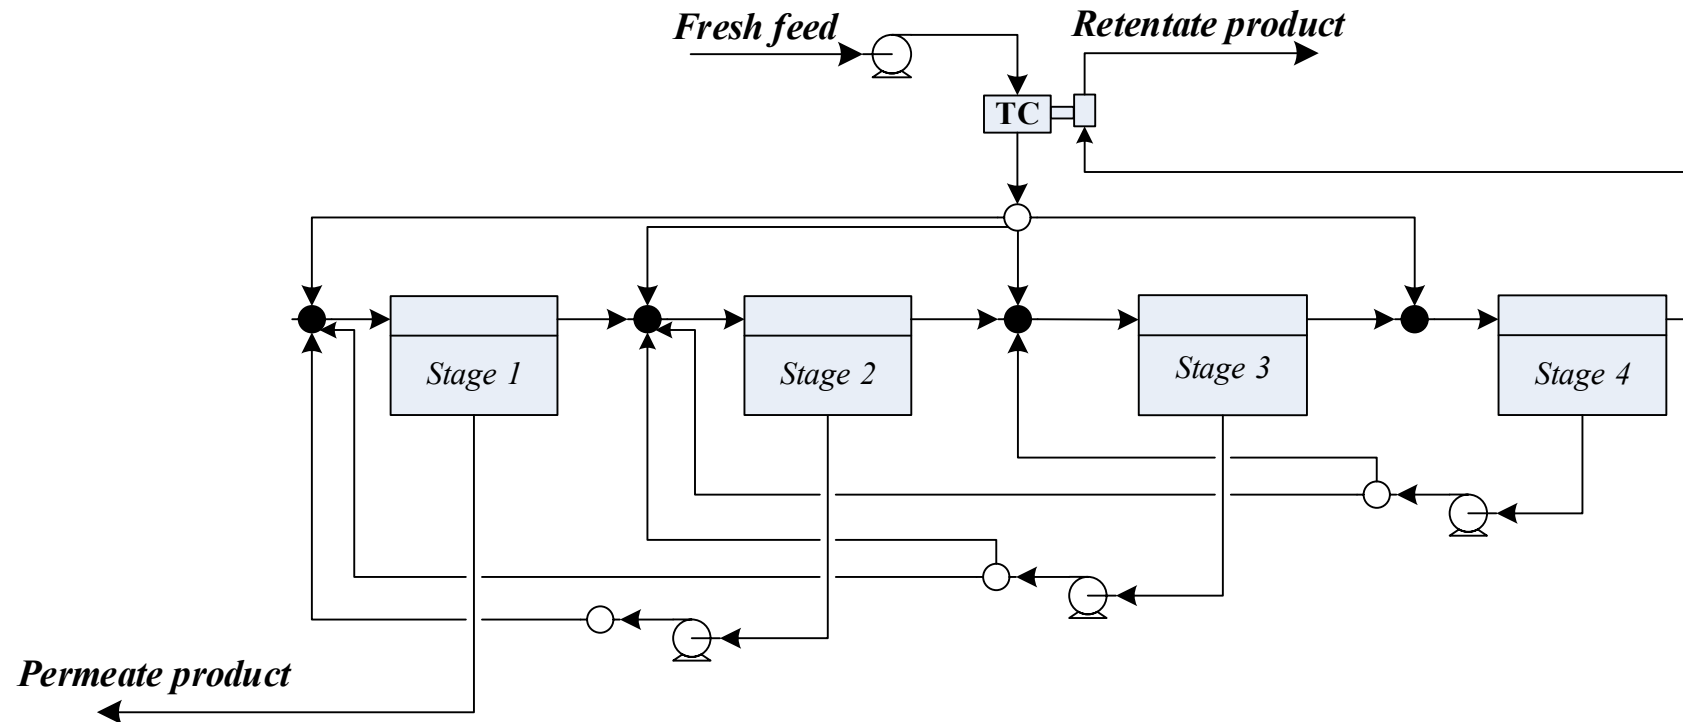 Fresh feed
Retentate product
TC
Stage 1
Stage 2
Stage 3
Stage 4
Permeate product